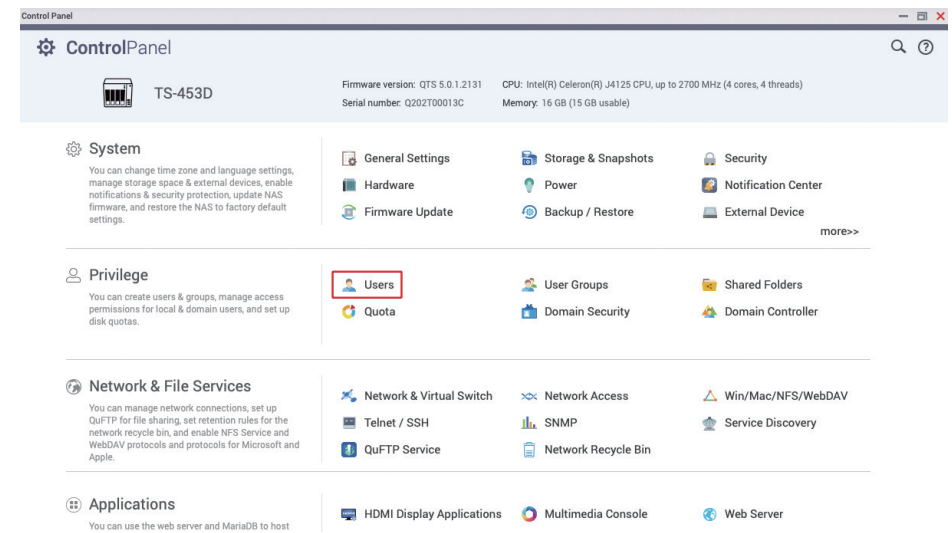 Control Panel
ControlPanel
TS-453D
Firmware version: QTS 5.0.1.2131 CPU: Intel(R) Celeron(R) J4125 CPU, up to 2700 MHz (4 cores, 4 threads)
Serial number: Q202T00013C Memory: 16 GB (15 GB usable)
System
You can change time zone and language settings,
manage storage space & external devices, enable
notifications & security protection, update NAS
firmware, and restore the NAS to factory default
settings.
General Settings Storage & Snapshots Security
Hardware Power Notification Center
Firmware Update Backup / Restore External Device
more>>
Privilege
You can create users & groups, manage access
permissions for local & domain users, and set up
disk quotas.
Users User Groups Shared Folders
Quota Domain Security Domain Controller
Network & File Services
You can manage network connections, set up
QuFTP for file sharing, set retention rules for the
network recycle bin, and enable NFS Service and
WebDAV protocols and protocols for Microsoft and
Apple.
Network & Virtual Switch Network Access Win/Mac/NFS/WebDAV
Telnet / SSH SNMP Service Discovery
QuFTP Service Network Recycle Bin
Applications
You can use the web server and MariaDB to host
HDMI Display Applications Multimedia Console Web Server